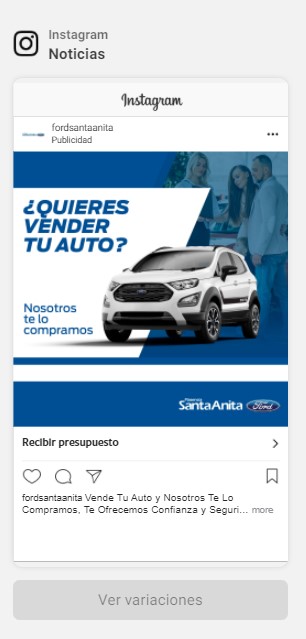 Instagram
Noticias
Instagram
fordsantaanita
Publicidad
¿QUIERES
VENDER
TU AUTO?
Nosotros
te lo
compramos
SantaAnita Ford
Recibir presupuesto
fordsantaanita Vende Tu Auto y Nosotros Te Lo
Compramos, Te Ofrecemos Confianza y Seguri... more
Ver variaciones